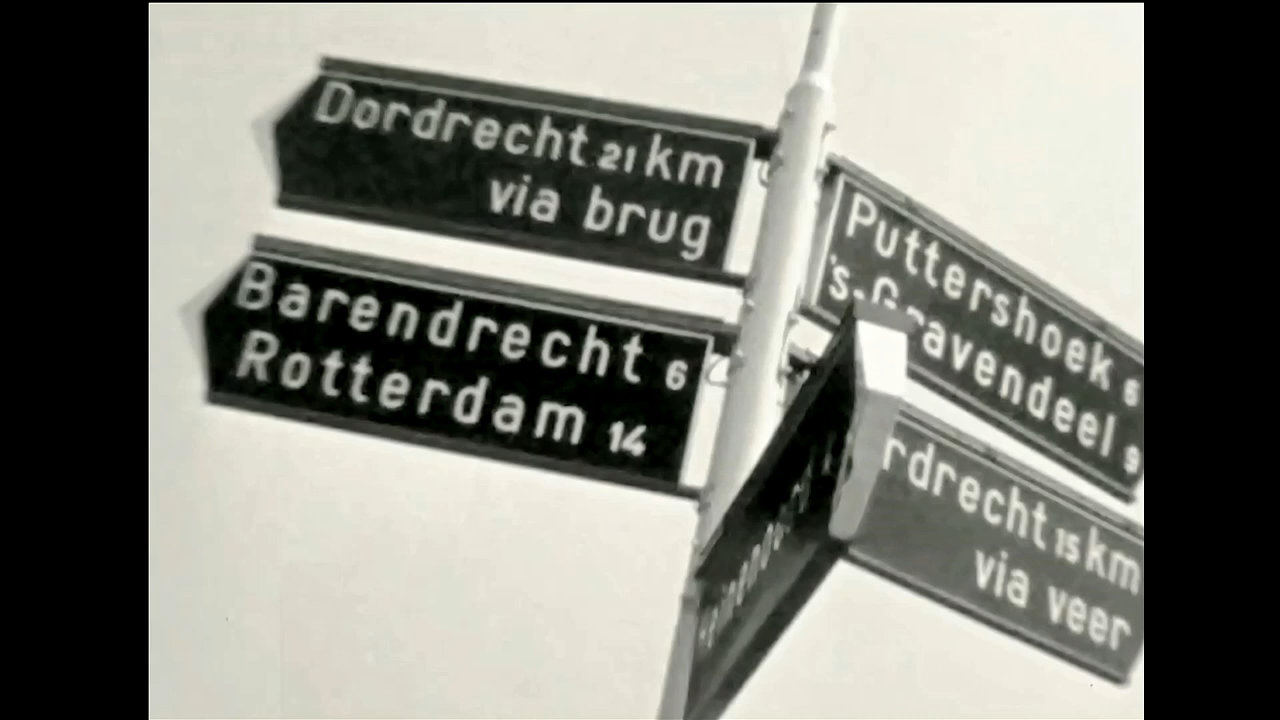 Dordrecht 21 km
via brug
Barendrecht 6
Rotterdam 14
Puttershoek 6
's-Gravendeel 9
rdrecht 15 km
via veer